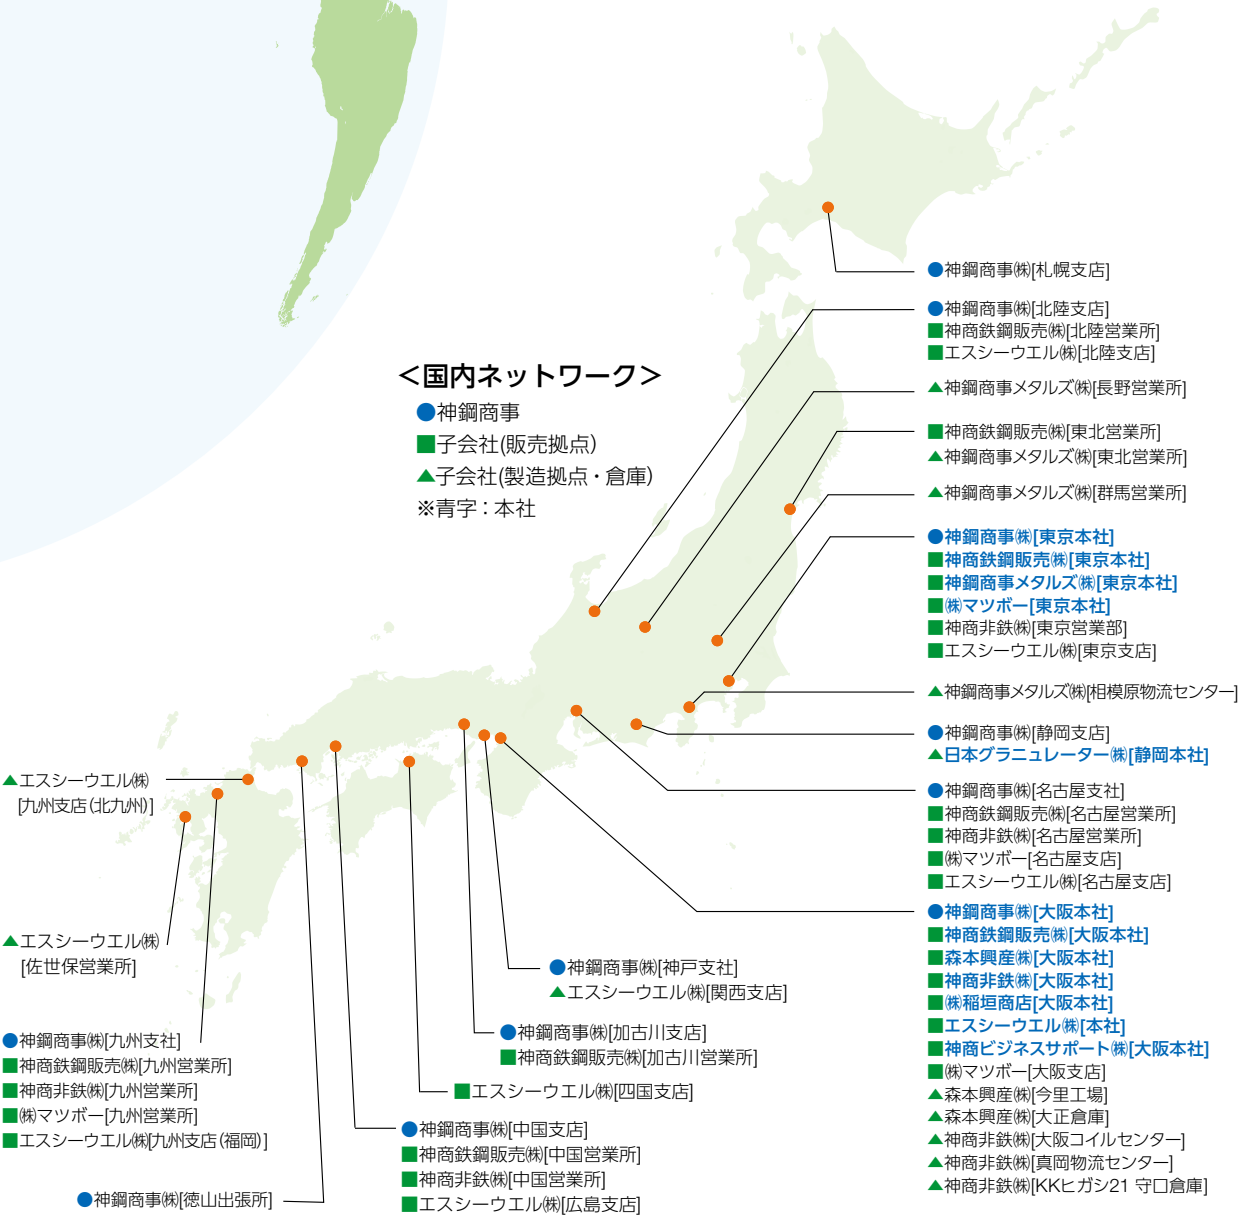 ＜国内ネットワーク＞
●神鋼商事
■子会社(販売拠点)
▲子会社(製造拠点・倉庫)
※青字：本社
●神鋼商事㈱[札幌支店]
●神鋼商事㈱[北陸支店]
■神商鉄鋼販売㈱[北陸営業所]
■エスシーウエル㈱[北陸支店]
▲神鋼商事メタルズ㈱[長野営業所]
■神商鉄鋼販売㈱[東北営業所]
▲神鋼商事メタルズ㈱[東北営業所]
▲神鋼商事メタルズ㈱[群馬営業所]
●神鋼商事㈱[東京本社]
■神商鉄鋼販売㈱[東京本社]
■神鋼商事メタルズ㈱[東京本社]
■㈱マツボー[東京本社]
■神商非鉄㈱[東京営業部]
■エスシーウエル㈱[東京支店]
▲神鋼商事メタルズ㈱[相模原物流センター]
●神鋼商事㈱[静岡支店]
▲日本グラニュレーター㈱[静岡本社]
●神鋼商事㈱[名古屋支社]
■神商鉄鋼販売㈱[名古屋営業所]
■神商非鉄㈱[名古屋営業所]
■㈱マツボー[名古屋支店]
■エスシーウエル㈱[名古屋支店]
●神鋼商事㈱[大阪本社]
■神商鉄鋼販売㈱[大阪本社]
■森本興産㈱[大阪本社]
■神商非鉄㈱[大阪本社]
■㈱稲垣商店[大阪本社]
■エスシーウエル㈱[本社]
■神商ビジネスサポート㈱[大阪本社]
■㈱マツボー[大阪支店]
▲森本興産㈱[今里工場]
▲森本興産㈱[大正倉庫]
▲神商非鉄㈱[大阪コイルセンター]
▲神商非鉄㈱[真岡物流センター]
▲神商非鉄㈱[KKヒガシ21 守口倉庫]
●神鋼商事㈱[神戸支社]
▲エスシーウエル㈱[関西支店]
●神鋼商事㈱[加古川支店]
■神商鉄鋼販売㈱[加古川営業所]
■エスシーウエル㈱[四国支店]
●神鋼商事㈱[中国支店]
■神商鉄鋼販売㈱[中国営業所]
■神商非鉄㈱[中国営業所]
■エスシーウエル㈱[広島支店]
▲エスシーウエル㈱
[九州支店(北九州)]
▲エスシーウエル㈱
[佐世保営業所]
●神鋼商事㈱[九州支社]
■神商鉄鋼販売㈱[九州営業所]
■神商非鉄㈱[九州営業所]
■㈱マツボー[九州営業所]
■エスシーウエル㈱[九州支店(福岡)]
●神鋼商事㈱[徳山出張所]